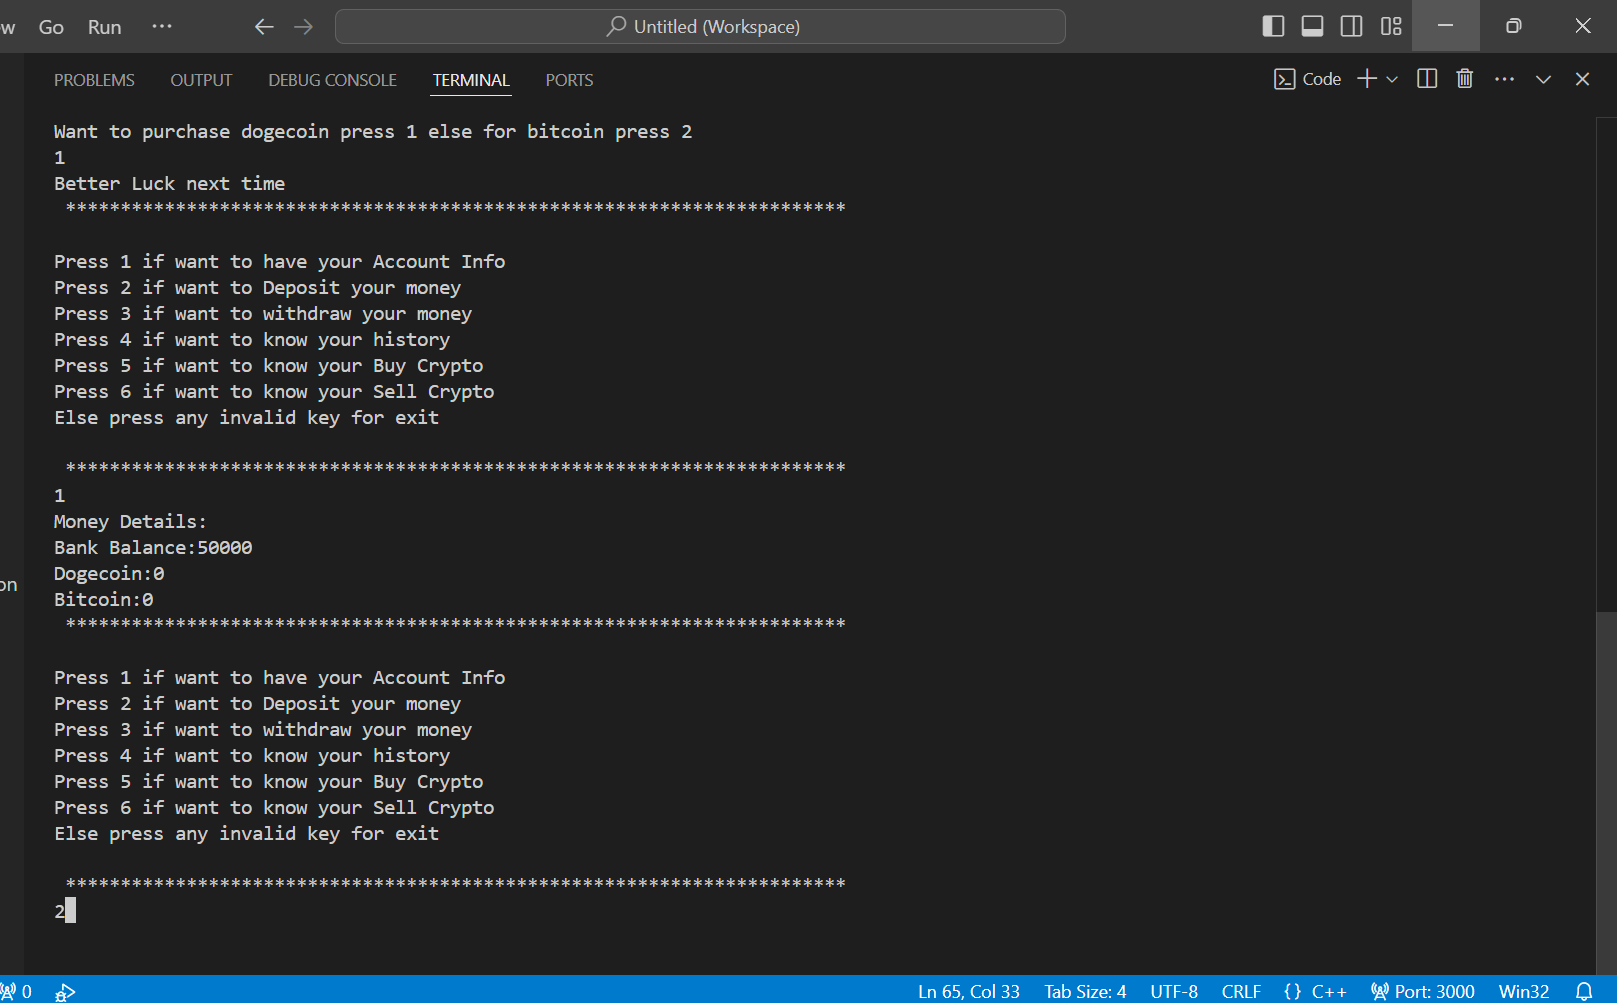 w Go Run ··· Untitled (Workspace)
PROBLEMS OUTPUT DEBUG CONSOLE TERMINAL PORTS Code
Want to purchase dogecoin press 1 else for bitcoin press 2
1
Better Luck next time
***********************************************************************
Press 1 if want to have your Account Info
Press 2 if want to Deposit your money
Press 3 if want to withdraw your money
Press 4 if want to know your history
Press 5 if want to know your Buy Crypto
Press 6 if want to know your Sell Crypto
Else press any invalid key for exit
***********************************************************************
1
Money Details:
Bank Balance:50000
Dogecoin:0
on
Bitcoin:0
***********************************************************************
Press 1 if want to have your Account Info
Press 2 if want to Deposit your money
Press 3 if want to withdraw your money
Press 4 if want to know your history
Press 5 if want to know your Buy Crypto
Press 6 if want to know your Sell Crypto
Else press any invalid key for exit
***********************************************************************
2
0 Ln 65, Col 33 Tab Size: 4 UTF-8 CRLF {} C++ Port: 3000 Win32